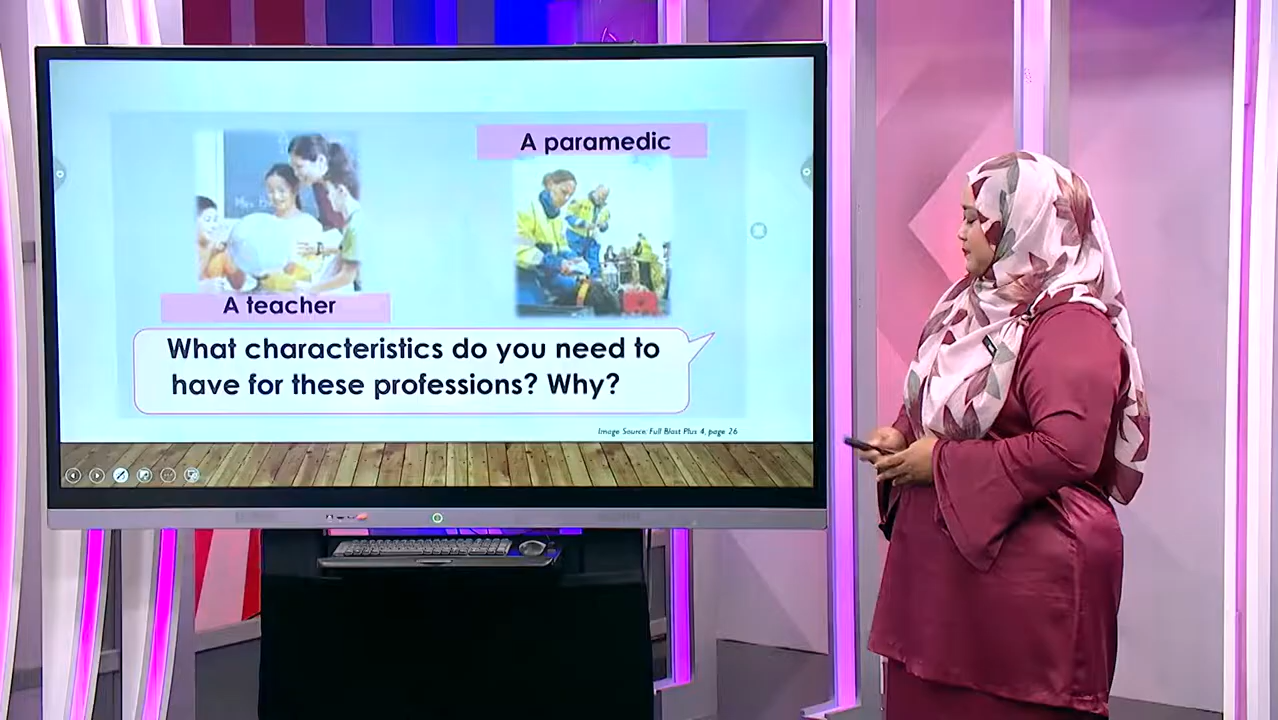 A paramedic
A teacher
What characteristics do you need to
have for these professions? Why?
Image Source: Full Blast Plus 4, page 26